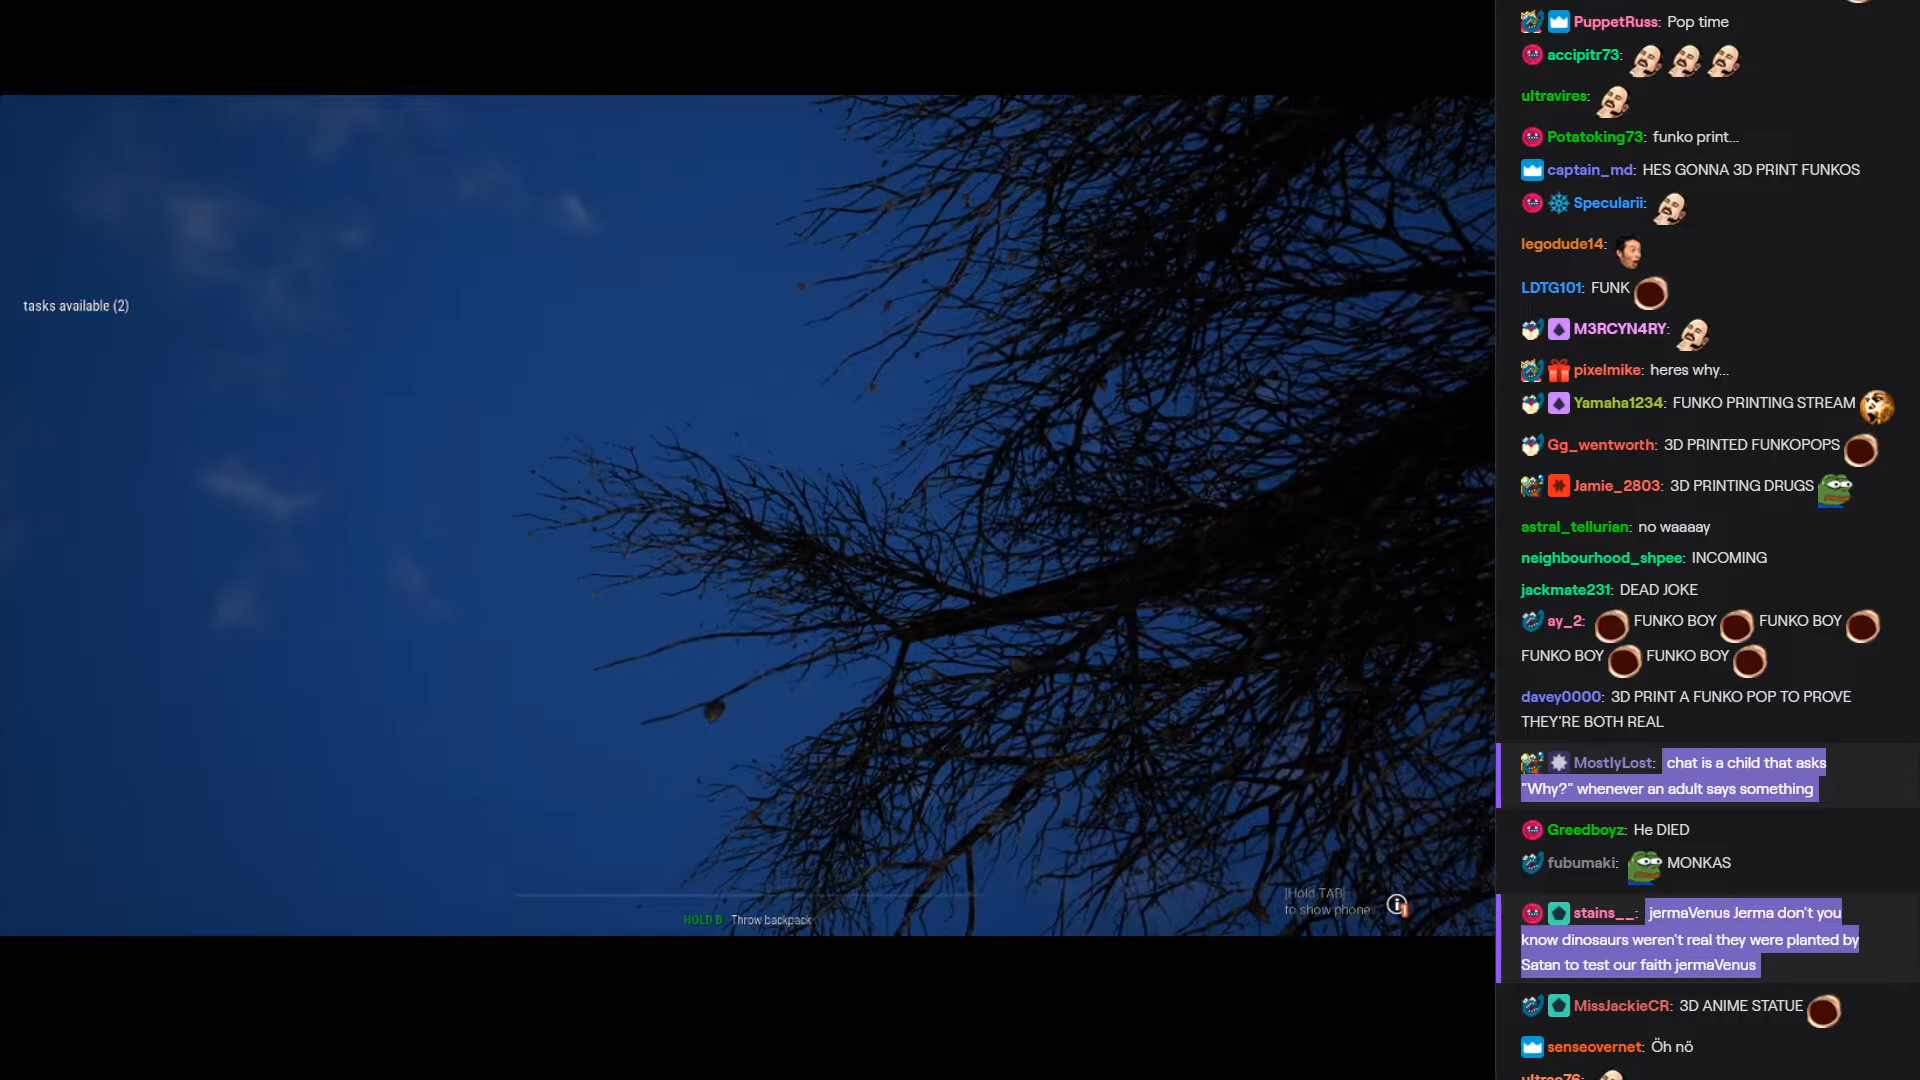 tasks available (2)
HOLD B Throw backpack
[Hold TAB]
to show phone
1
PuppetRuss: Pop time
accipitr73:
ultravires:
Potatoking73: funko print...
captain_md: HES GONNA 3D PRINT FUNKOS
Specularii:
legodude14:
LDTG101: FUNK
M3RCYN4RY:
pixelmike: heres why...
Yamaha1234: FUNKO PRINTING STREAM
Gg_wentworth: 3D PRINTED FUNKOPOPS
Jamie_2803: 3D PRINTING DRUGS
astral_tellurian: no waaaay
neighbourhood_shpee: INCOMING
jackmate231: DEAD JOKE
ay_2: FUNKO BOY FUNKO BOY
FUNKO BOY FUNKO BOY
davey0000: 3D PRINT A FUNKO POP TO PROVE
THEY'RE BOTH REAL
MostlyLost: chat is a child that asks
"Why?" whenever an adult says something
Greedboyz: He DIED
fubumaki: MONKAS
stains__: jermaVenus Jerma don't you
know dinosaurs weren't real they were planted by
Satan to test our faith jermaVenus
MissJackieCR: 3D ANIME STATUE
senseovernet: Öh nö